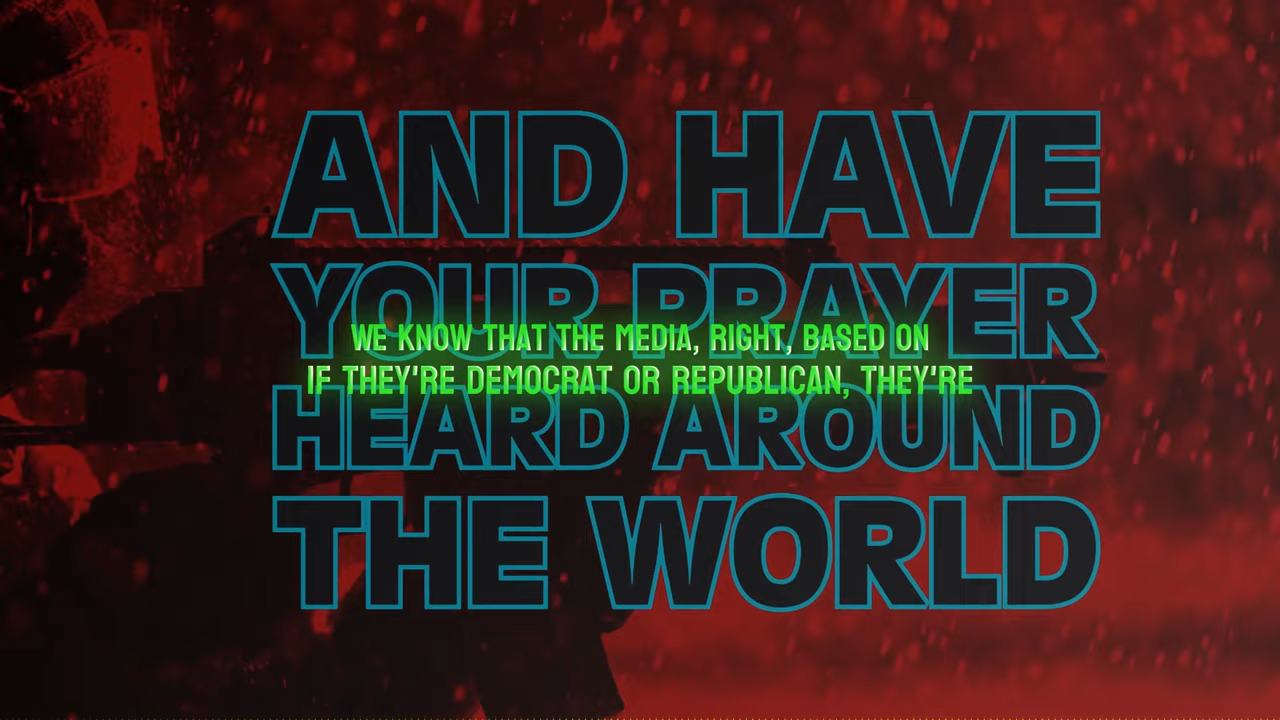 AND HAVE
YOUR PRAYER
WE KNOW THAT THE MEDIA, RIGHT, BASED ON
IF THEY'RE DEMOCRAT OR REPUBLICAN, THEY'RE
HEARD AROUND
THE WORLD